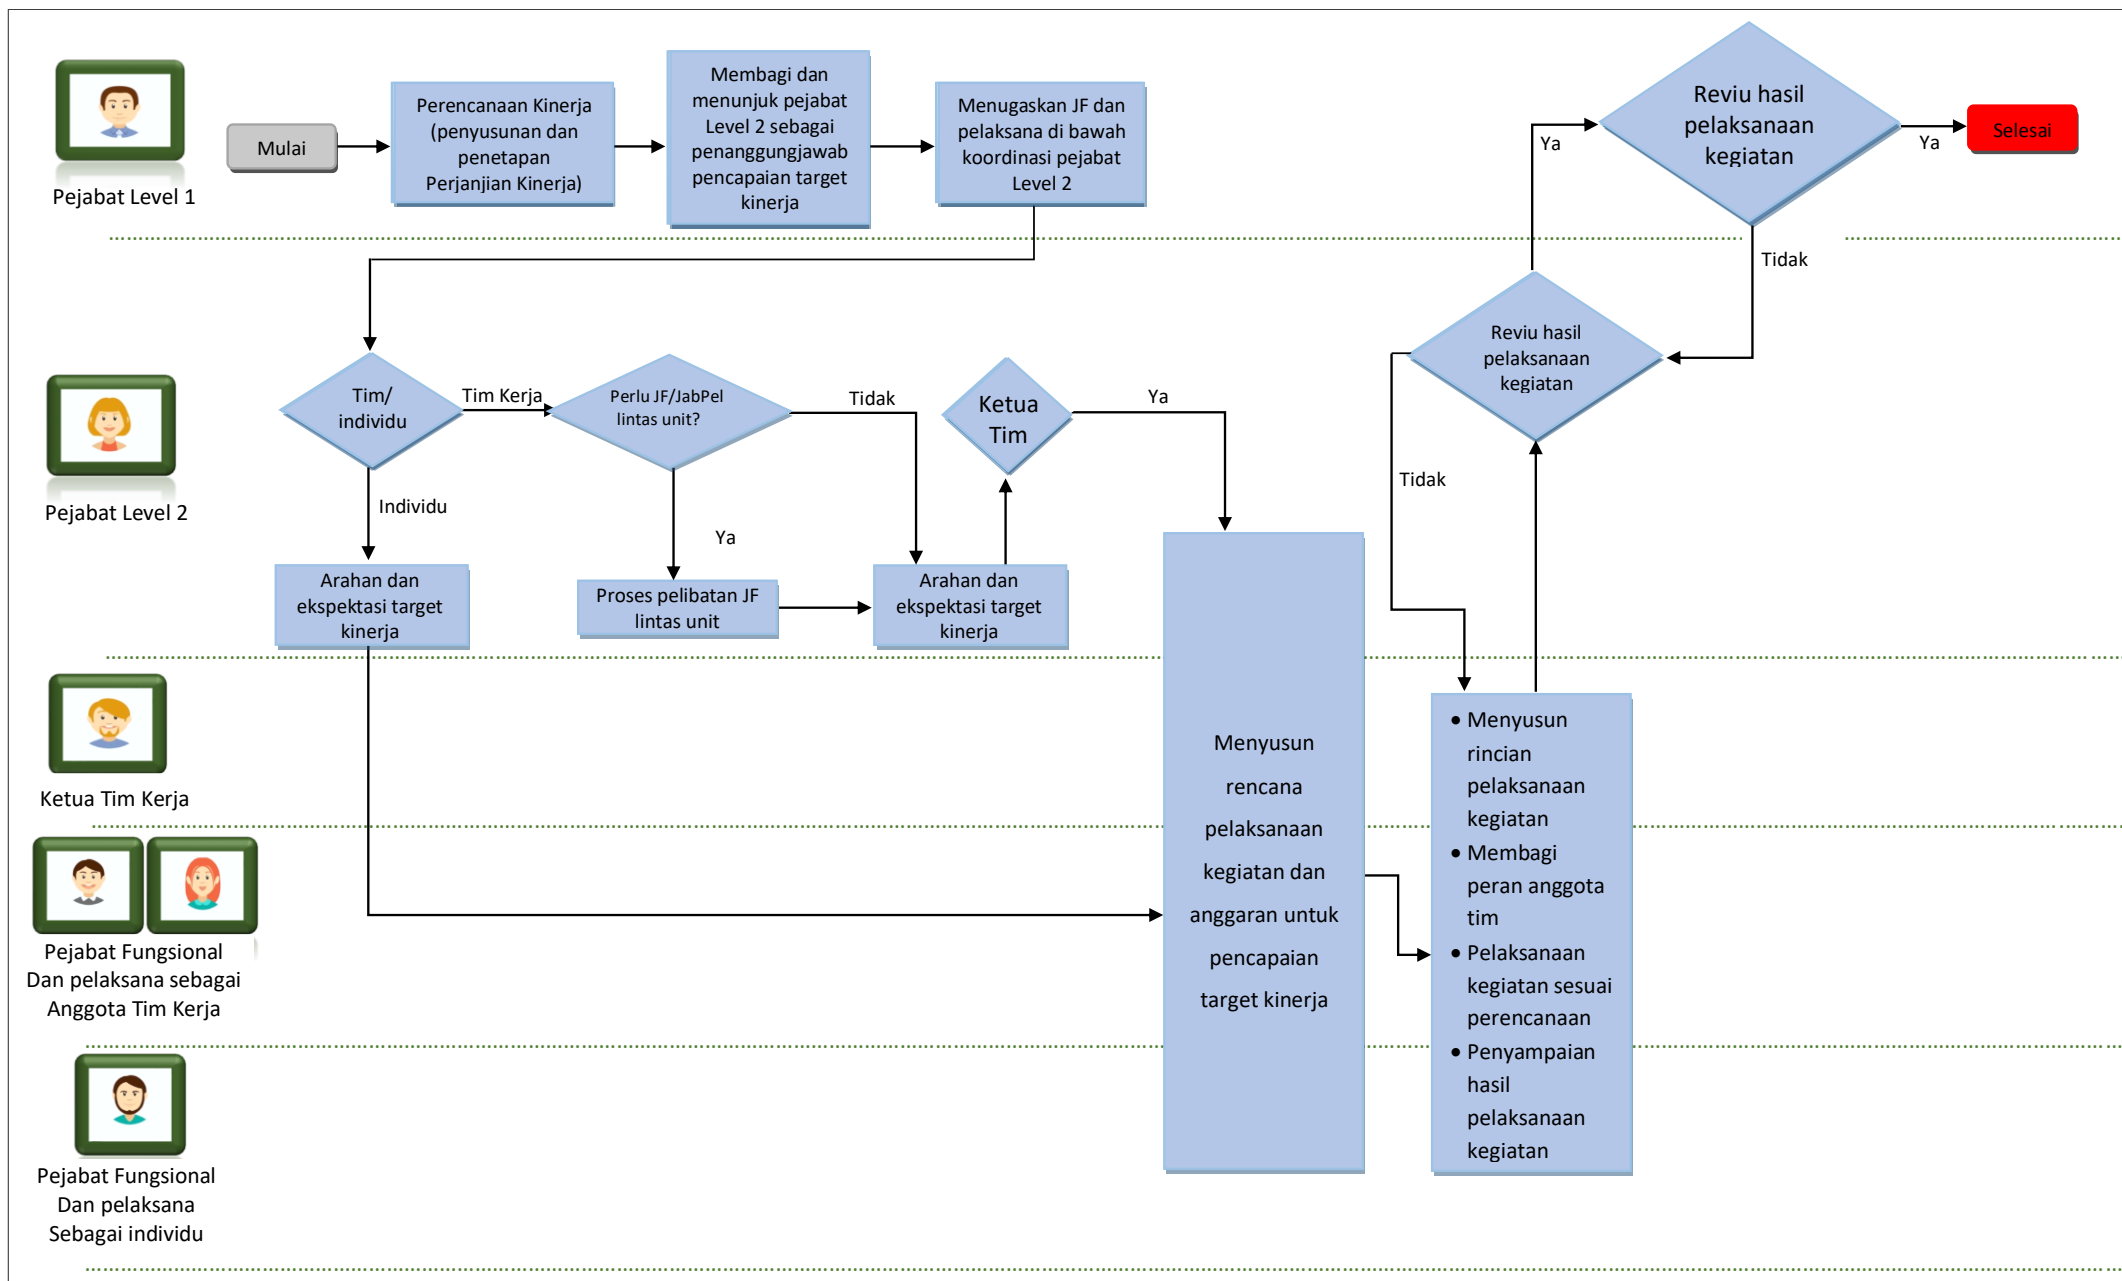 Pejabat Level 1
Mulai
Perencanaan Kinerja
(penyusunan dan
penetapan
Perjanjian Kinerja)
Membagi dan
menunjuk pejabat
Level 2 sebagai
penanggungjawab
pencapaian target
kinerja
Menugaskan JF dan
pelaksana di bawah
koordinasi pejabat
Level 2
Ya
Reviu hasil
pelaksanaan
kegiatan
Ya
Selesai
Tidak
Pejabat Level 2
Tim/
individu
Tim Kerja
Perlu JF/JabPel
lintas unit?
Tidak
Ketua
Tim
Ya
Reviu hasil
pelaksanaan
kegiatan
Tidak
Individu
Ya
Arahan dan
ekspektasi target
kinerja
Proses pelibatan JF
lintas unit
Arahan dan
ekspektasi target
kinerja
Ketua Tim Kerja
Menyusun
rencana
pelaksanaan
kegiatan dan
anggaran untuk
pencapaian
target kinerja
• Menyusun
rincian
pelaksanaan
kegiatan
• Membagi
peran anggota
tim
• Pelaksanaan
kegiatan sesuai
perencanaan
• Penyampaian
hasil
pelaksanaan
kegiatan
Pejabat Fungsional
Dan pelaksana sebagai
Anggota Tim Kerja
Pejabat Fungsional
Dan pelaksana
Sebagai individu